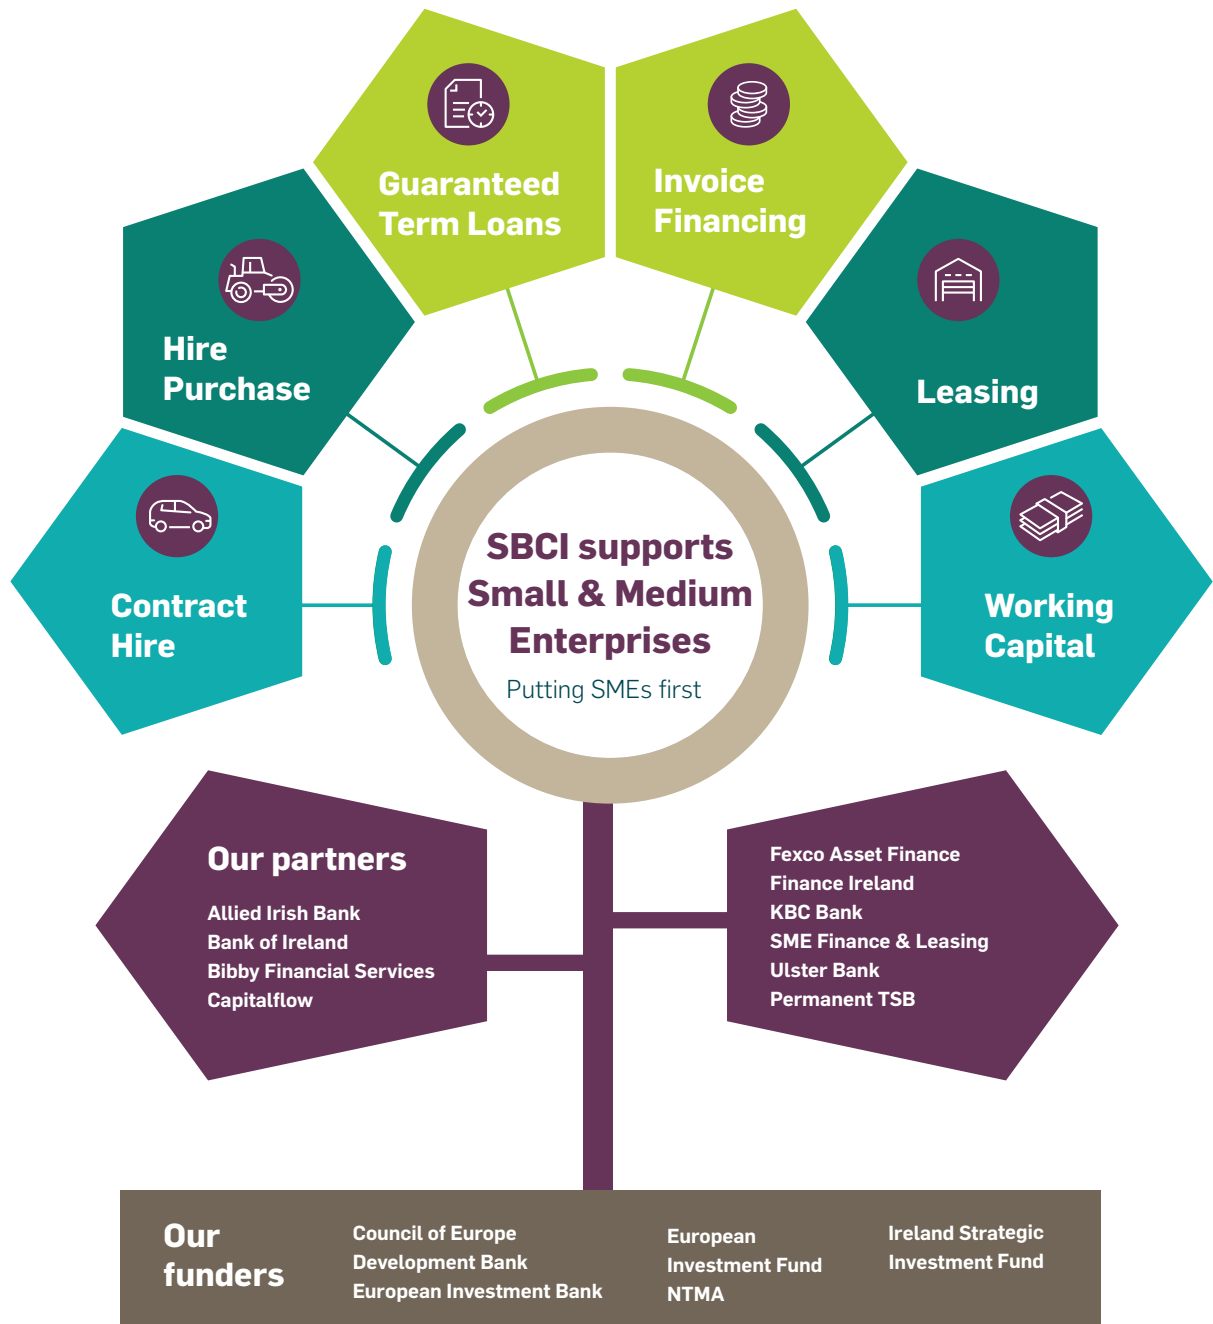 Guaranteed
Term Loans
Invoice
Financing
Hire
Purchase
Leasing
Contract
Hire
SBCI supports
Small & Medium
Enterprises
Putting SMEs first
Working
Capital
Our partners
Allied Irish Bank
Bank of Ireland
Bibby Financial Services
Capitalflow
Fexco Asset Finance
Finance Ireland
KBC Bank
SME Finance & Leasing
Ulster Bank
Permanent TSB
Our
funders
Council of Europe
Development Bank
European Investment Bank
European
Investment Fund
NTMA
Ireland Strategic
Investment Fund